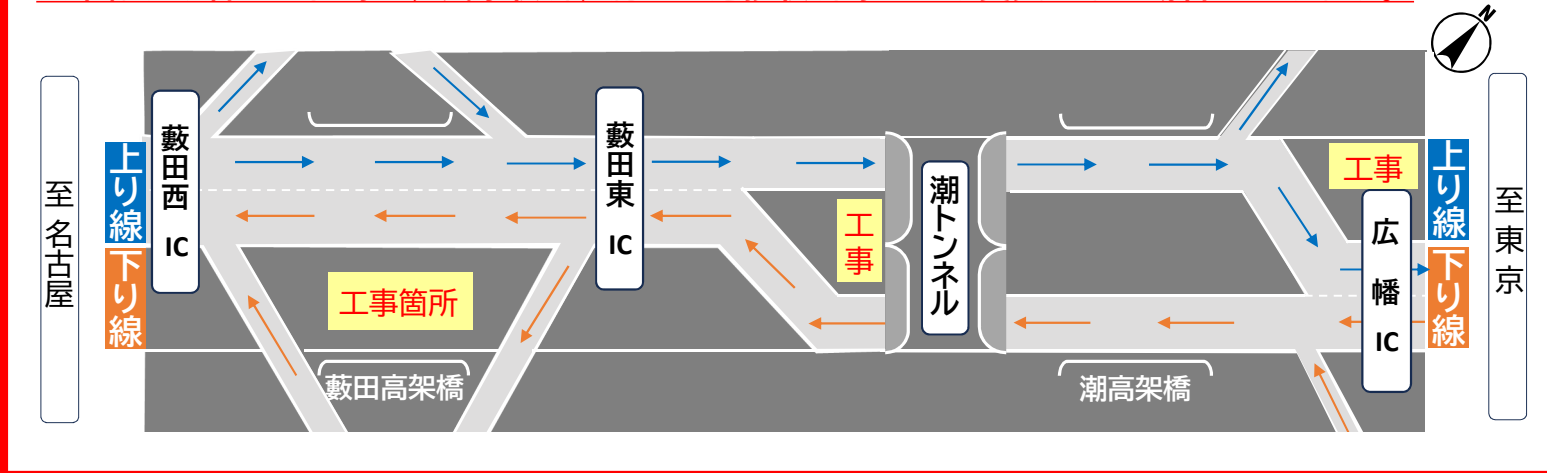 N
至 名古屋
上り線
下り線
藪田西 IC
工事箇所
藪田高架橋
藪田東 IC
工事
潮トンネル
潮高架橋
工事
広幡 IC
上り線
下り線
至 東京